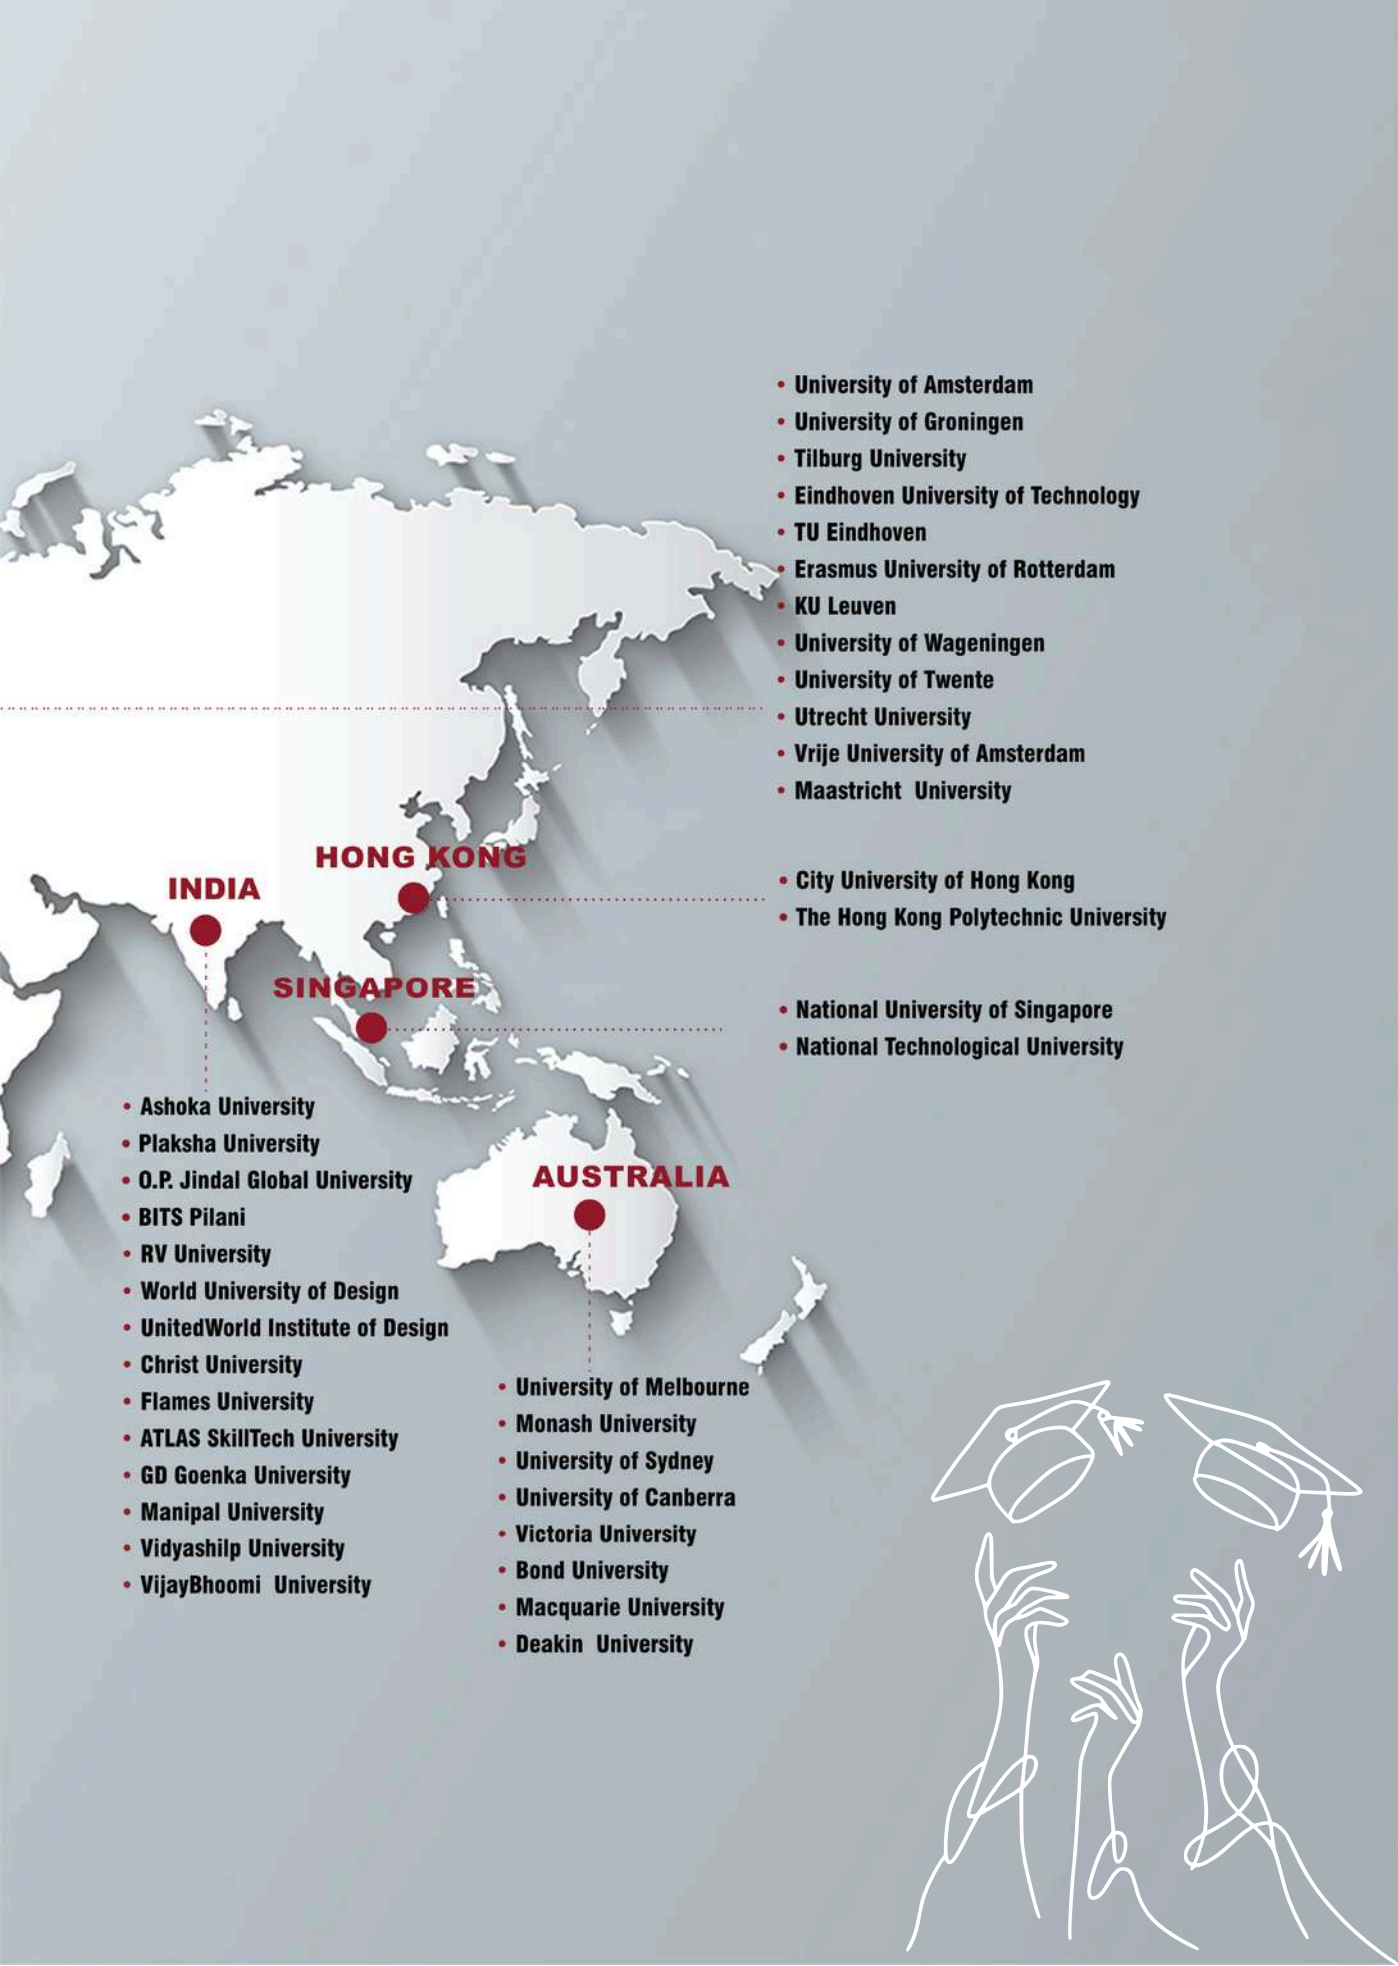 • University of Amsterdam
• University of Groningen
• Tilburg University
• Eindhoven University of Technology
• TU Eindhoven
• Erasmus University of Rotterdam
• KU Leuven
• University of Wageningen
• University of Twente
• Utrecht University
• Vrije University of Amsterdam
• Maastricht University
HONG KONG
• City University of Hong Kong
• The Hong Kong Polytechnic University
SINGAPORE
• National University of Singapore
• National Technological University
INDIA
• Ashoka University
• Plaksha University
• O.P. Jindal Global University
• BITS Pilani
• RV University
• World University of Design
• UnitedWorld Institute of Design
• Christ University
• Flames University
• ATLAS SkillTech University
• GD Goenka University
• Manipal University
• Vidyashilp University
• VijayBhoomi University
AUSTRALIA
• University of Melbourne
• Monash University
• University of Sydney
• University of Canberra
• Victoria University
• Bond University
• Macquarie University
• Deakin University